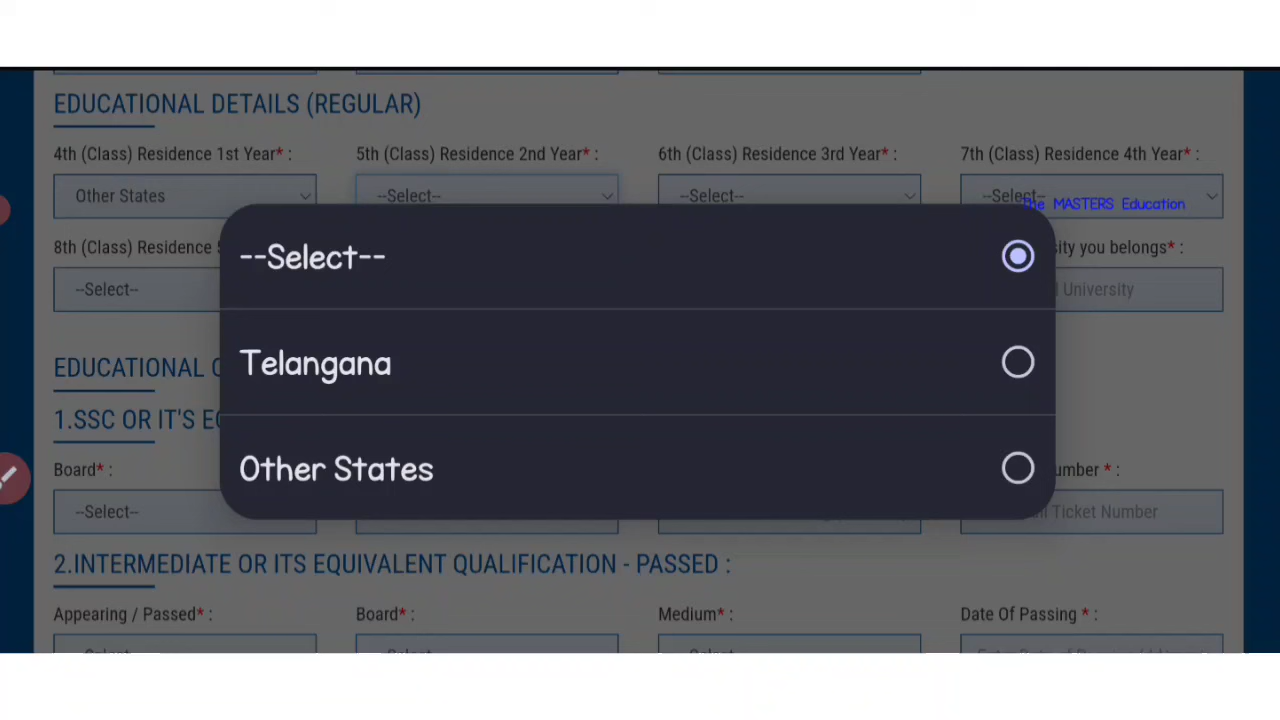 EDUCATIONAL DETAILS (REGULAR)
4th (Class) Residence 1st Year* : 5th (Class) Residence 2nd Year* : 6th (Class) Residence 3rd Year* : 7th (Class) Residence 4th Year* :
Other States --Select-- --Select-- --Select--
The MASTERS Education
8th (Class) Residence you belongs* :
--Select-- University
--Select--
Telangana
Other States
EDUCATIONAL
1.SSC OR IT'S
Board* : * :
--Select-- Ticket Number
2.INTERMEDIATE OR ITS EQUIVALENT QUALIFICATION - PASSED :
Appearing / Passed* : Board* : Medium* : Date Of Passing * :